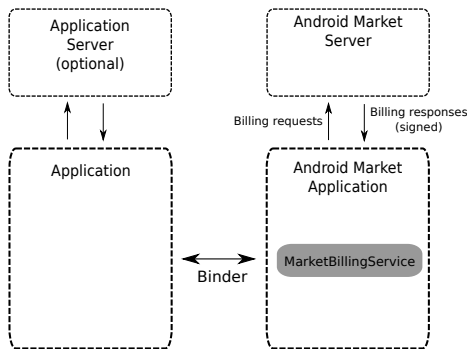 Application
Server
(optional)
Android Market
Server
Billing requests
Billing responses
(signed)
Application
Android Market
Application
MarketBillingService
Binder